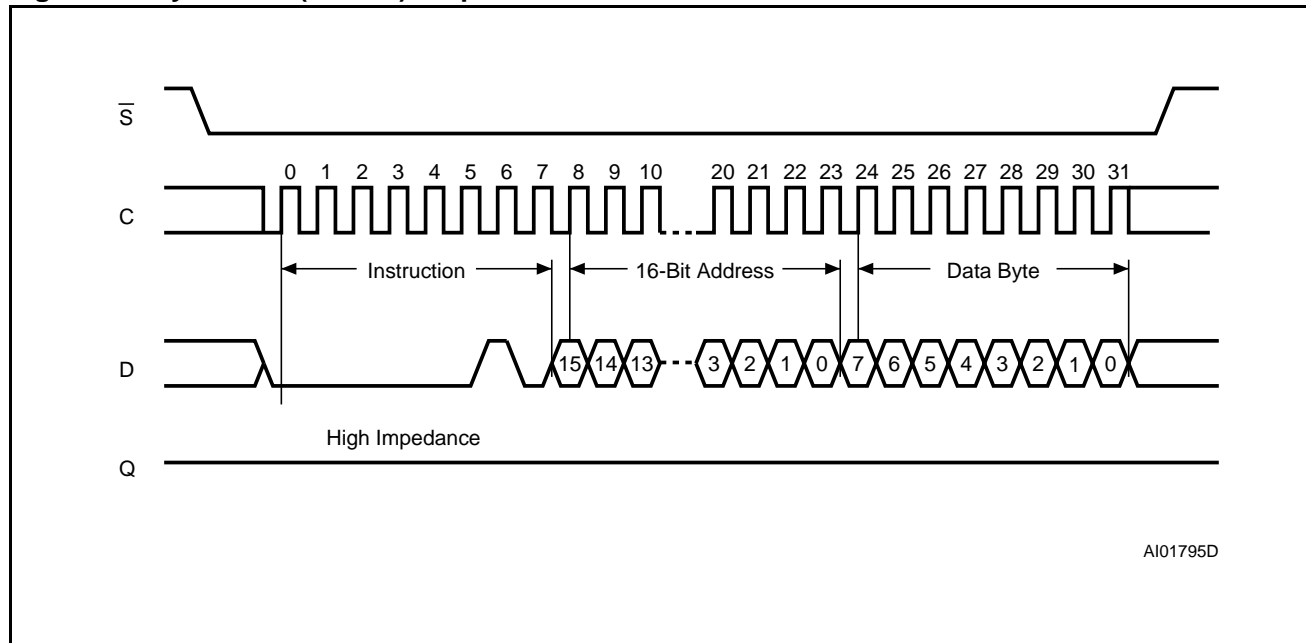 S
0 1 2 3 4 5 6 7 8 9 10 20 21 22 23 24 25 26 27 28 29 30 31
C
Instruction 16-Bit Address Data Byte
D 15 14 13 3 2 1 0 7 6 5 4 3 2 1 0
High Impedance
Q
AI01795D